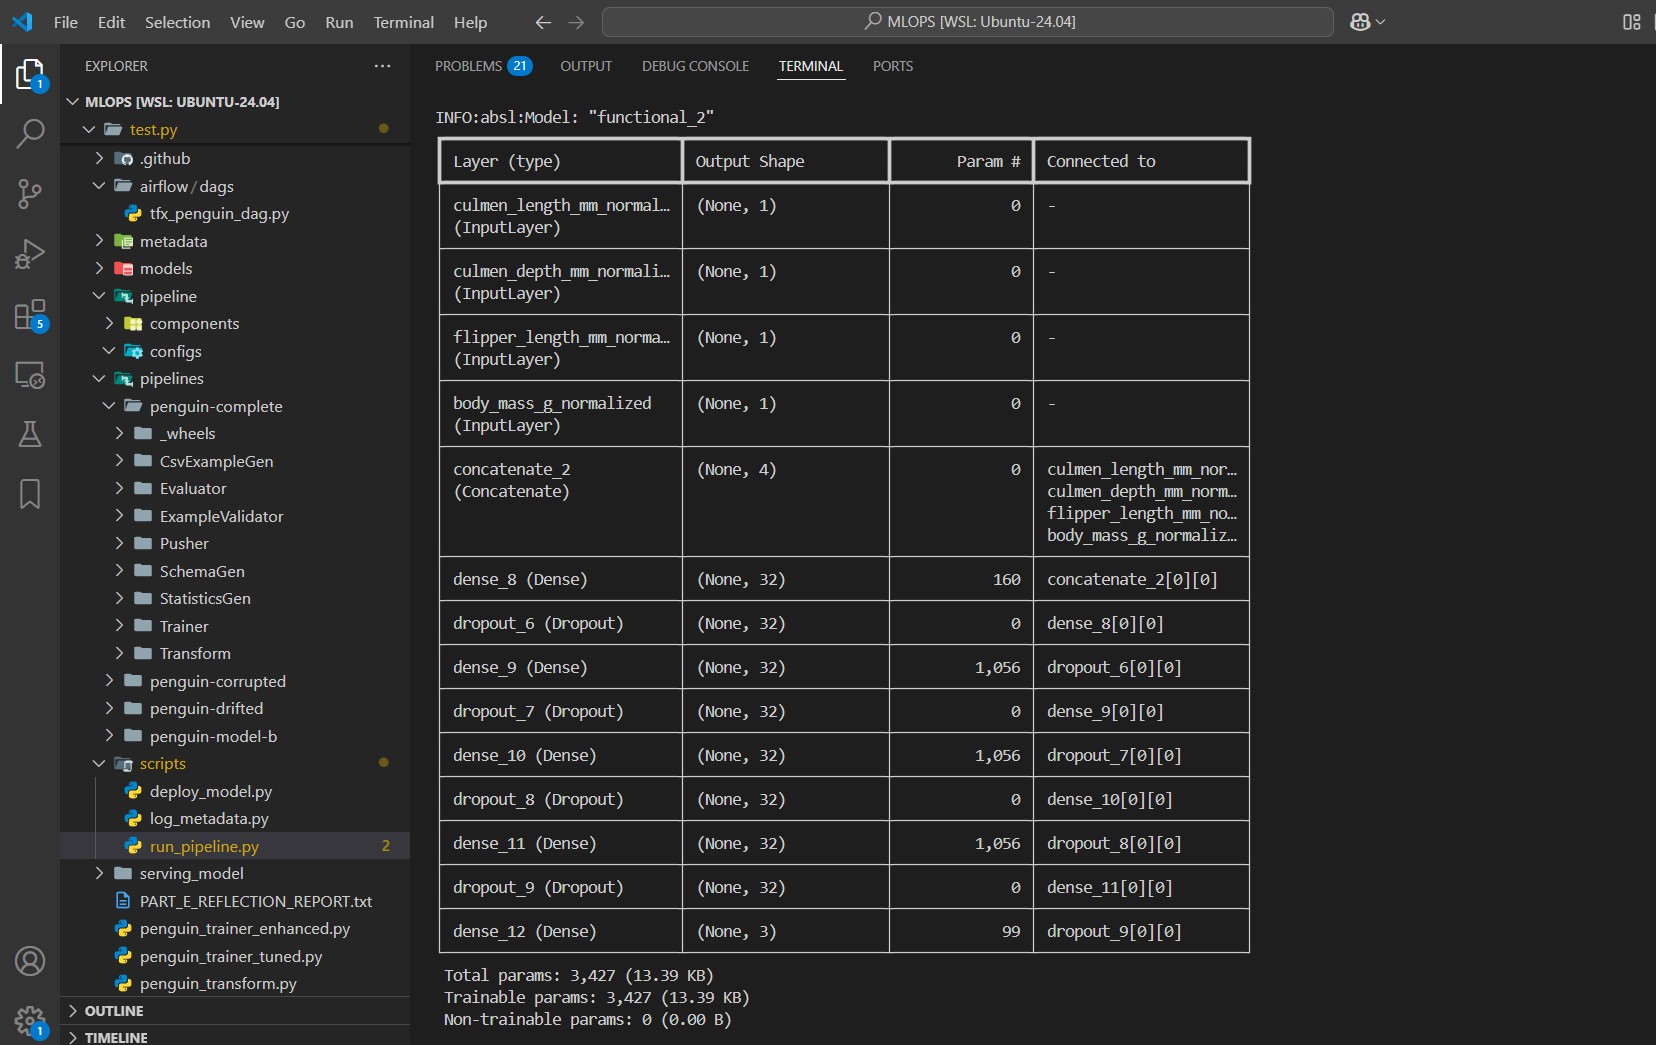 File Edit Selection View Go Run Terminal Help
MLOPS [WSL: Ubuntu-24.04]
EXPLORER
MLOPS [WSL: UBUNTU-24.04]
test.py
.github
airflow / dags
tfx_penguin_dag.py
metadata
models
pipeline
components
configs
pipelines
penguin-complete
_wheels
CsvExampleGen
Evaluator
ExampleValidator
Pusher
SchemaGen
StatisticsGen
Trainer
Transform
penguin-corrupted
penguin-drifted
penguin-model-b
scripts
deploy_model.py
log_metadata.py
run_pipeline.py 2
serving_model
PART_E_REFLECTION_REPORT.txt
penguin_trainer_enhanced.py
penguin_trainer_tuned.py
penguin_transform.py
OUTLINE
TIMELINE
1
5
1
PROBLEMS 21 OUTPUT DEBUG CONSOLE TERMINAL PORTS
INFO:absl:Model: "functional_2"
Layer (type) Output Shape Param # Connected to
culmen_length_mm_normal… (None, 1) 0 -
(InputLayer)
culmen_depth_mm_normali… (None, 1) 0 -
(InputLayer)
flipper_length_mm_norma… (None, 1) 0 -
(InputLayer)
body_mass_g_normalized (None, 1) 0 -
(InputLayer)
concatenate_2 (None, 4) 0 culmen_length_mm_nor…
(Concatenate) culmen_depth_mm_norm…
flipper_length_mm_no…
body_mass_g_normaliz…
dense_8 (Dense) (None, 32) 160 concatenate_2[0][0]
dropout_6 (Dropout) (None, 32) 0 dense_8[0][0]
dense_9 (Dense) (None, 32) 1,056 dropout_6[0][0]
dropout_7 (Dropout) (None, 32) 0 dense_9[0][0]
dense_10 (Dense) (None, 32) 1,056 dropout_7[0][0]
dropout_8 (Dropout) (None, 32) 0 dense_10[0][0]
dense_11 (Dense) (None, 32) 1,056 dropout_8[0][0]
dropout_9 (Dropout) (None, 32) 0 dense_11[0][0]
dense_12 (Dense) (None, 3) 99 dropout_9[0][0]
Total params: 3,427 (13.39 KB)
Trainable params: 3,427 (13.39 KB)
Non-trainable params: 0 (0.00 B)